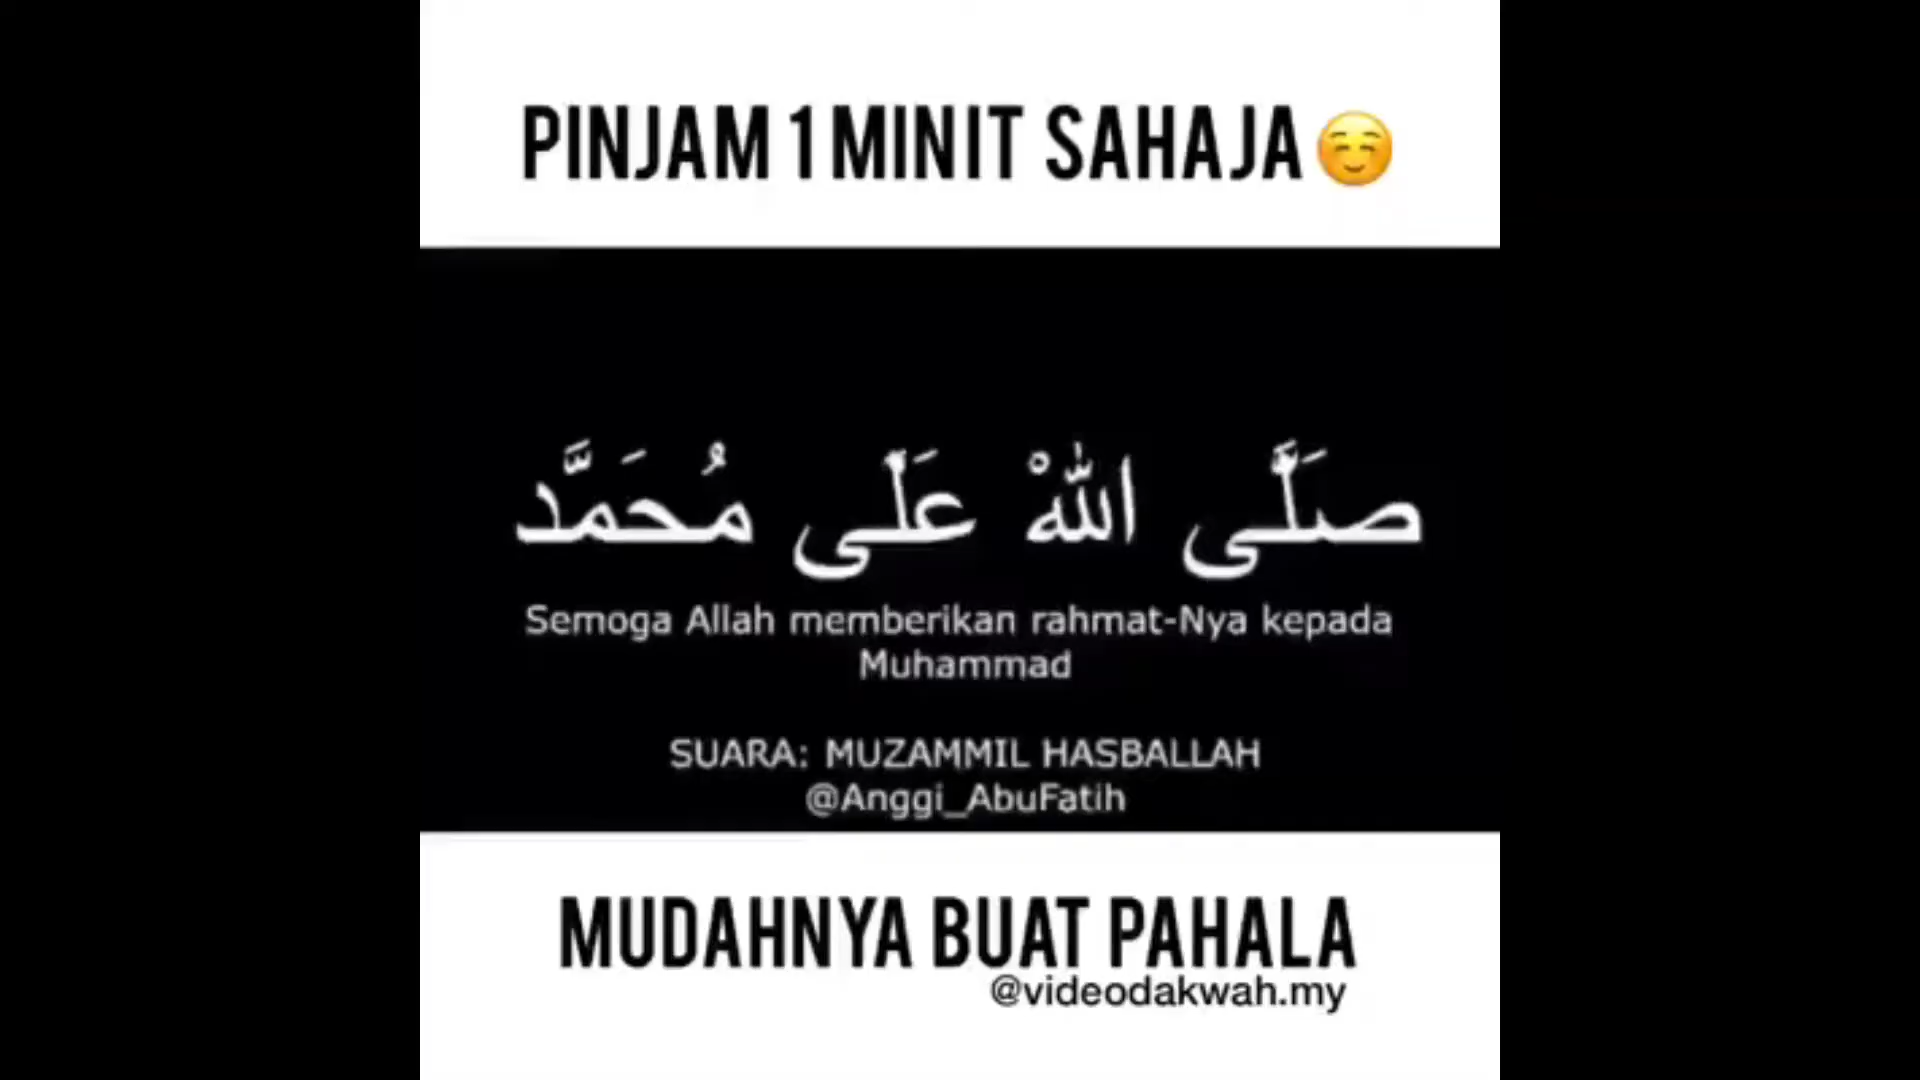 PINJAM 1 MINIT SAHAJA ☺️
صَلَّى اللهْ عَلَى مُحَمَّد
Semoga Allah memberikan rahmat-Nya kepada
Muhammad
SUARA: MUZAMMIL HASBALLAH
@Anggi_AbuFatih
MUDAHNYA BUAT PAHALA
@videodakwah.my